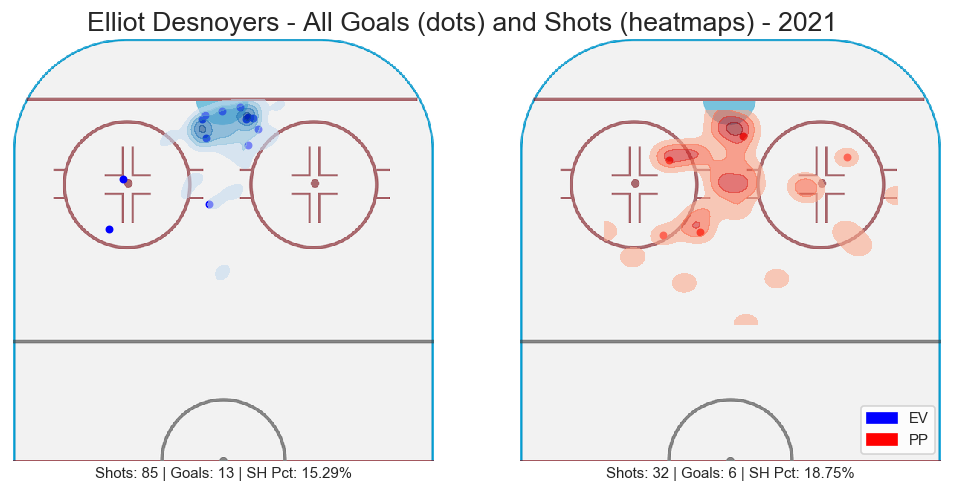 Elliot Desnoyers - All Goals (dots) and Shots (heatmaps) - 2021
EV
PP
Shots: 85 | Goals: 13 | SH Pct: 15.29%
Shots: 32 | Goals: 6 | SH Pct: 18.75%